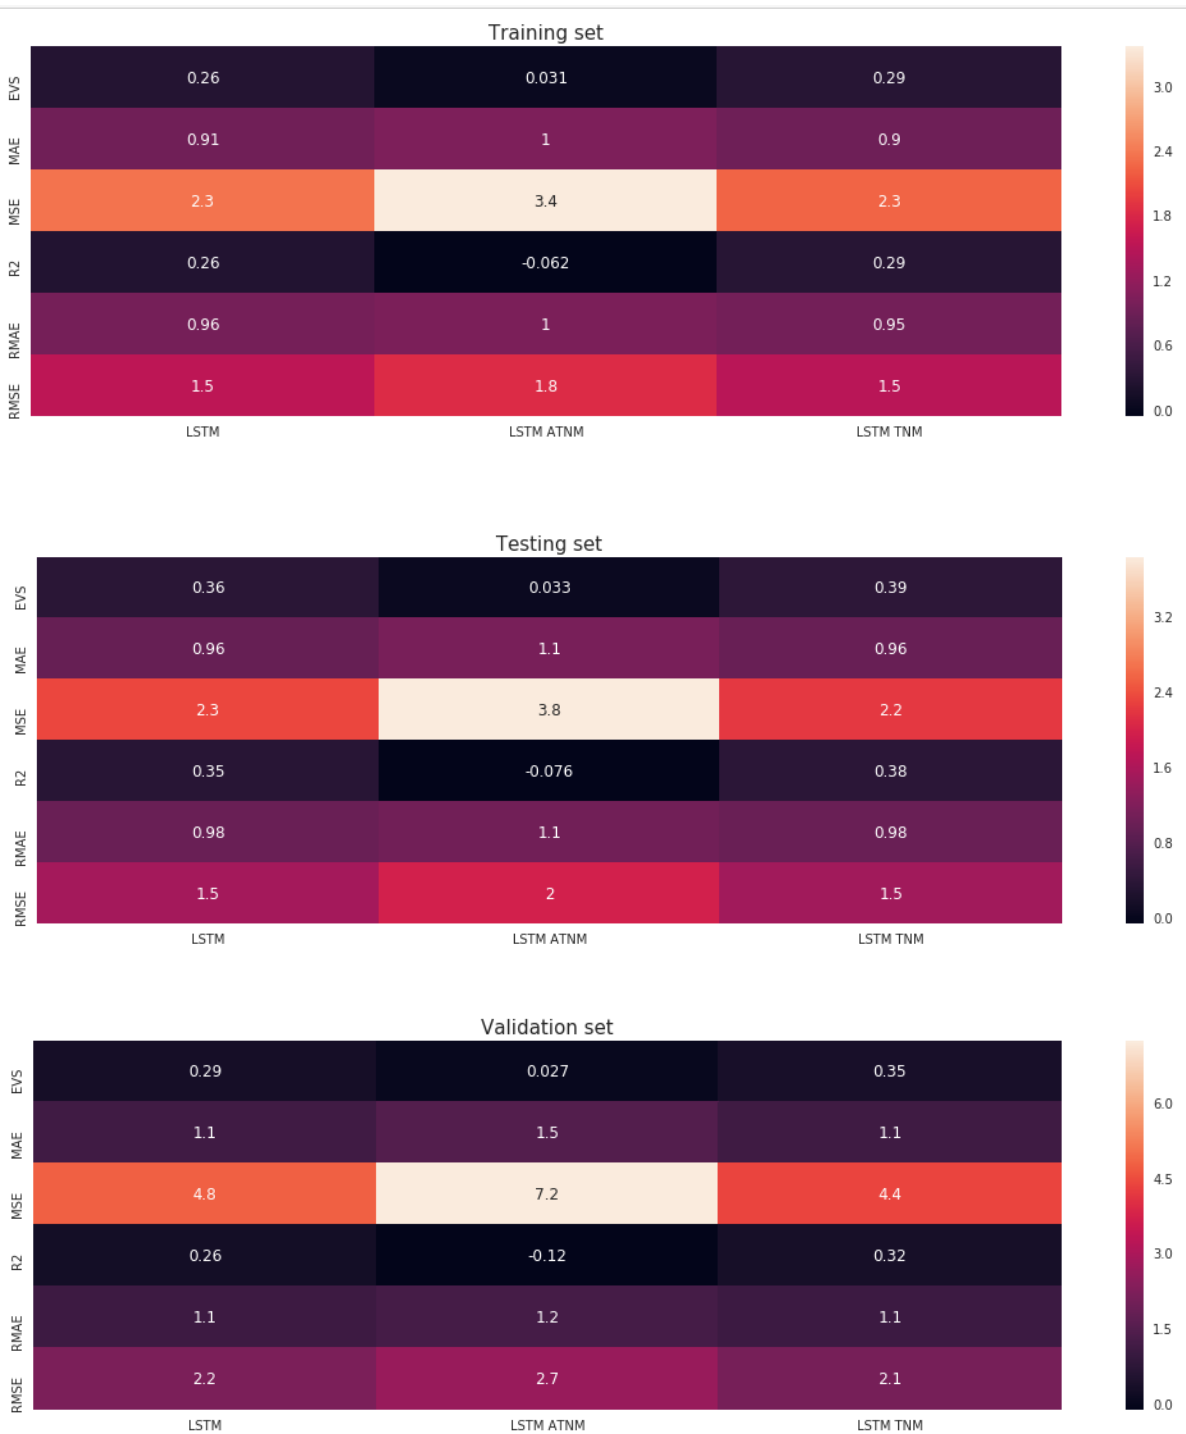 Training set
EVS 0.26 0.031 0.29
3.0
MAE 0.91 1 0.9
2.4
MSE 2.3 3.4 2.3
1.8
R2 0.26 -0.062 0.29
1.2
RMAE 0.96 1 0.95
0.6
RMSE 1.5 1.8 1.5
0.0
LSTM LSTM ATNM LSTM TNM
Testing set
EVS 0.36 0.033 0.39
3.2
MAE 0.96 1.1 0.96
2.4
MSE 2.3 3.8 2.2
1.6
R2 0.35 -0.076 0.38
0.8
RMAE 0.98 1.1 0.98
RMSE 1.5 2 1.5
0.0
LSTM LSTM ATNM LSTM TNM
Validation set
EVS 0.29 0.027 0.35
6.0
MAE 1.1 1.5 1.1
4.5
MSE 4.8 7.2 4.4
3.0
R2 0.26 -0.12 0.32
1.5
RMAE 1.1 1.2 1.1
RMSE 2.2 2.7 2.1
0.0
LSTM LSTM ATNM LSTM TNM